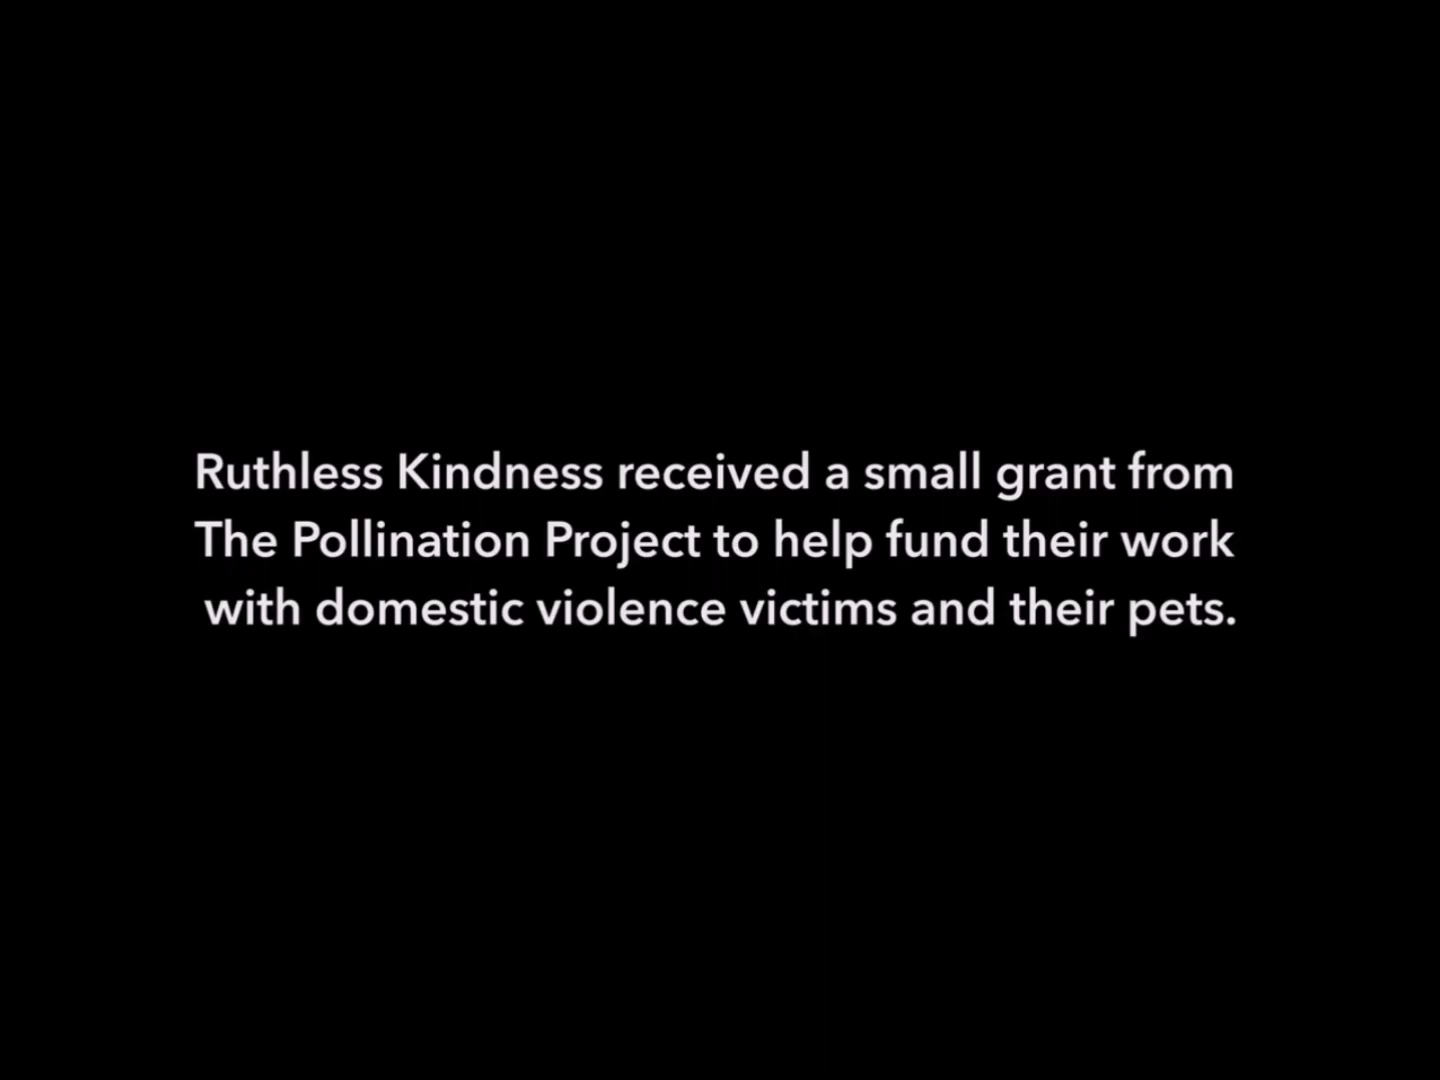 Ruthless Kindness received a small grant from
The Pollination Project to help fund their work
with domestic violence victims and their pets.